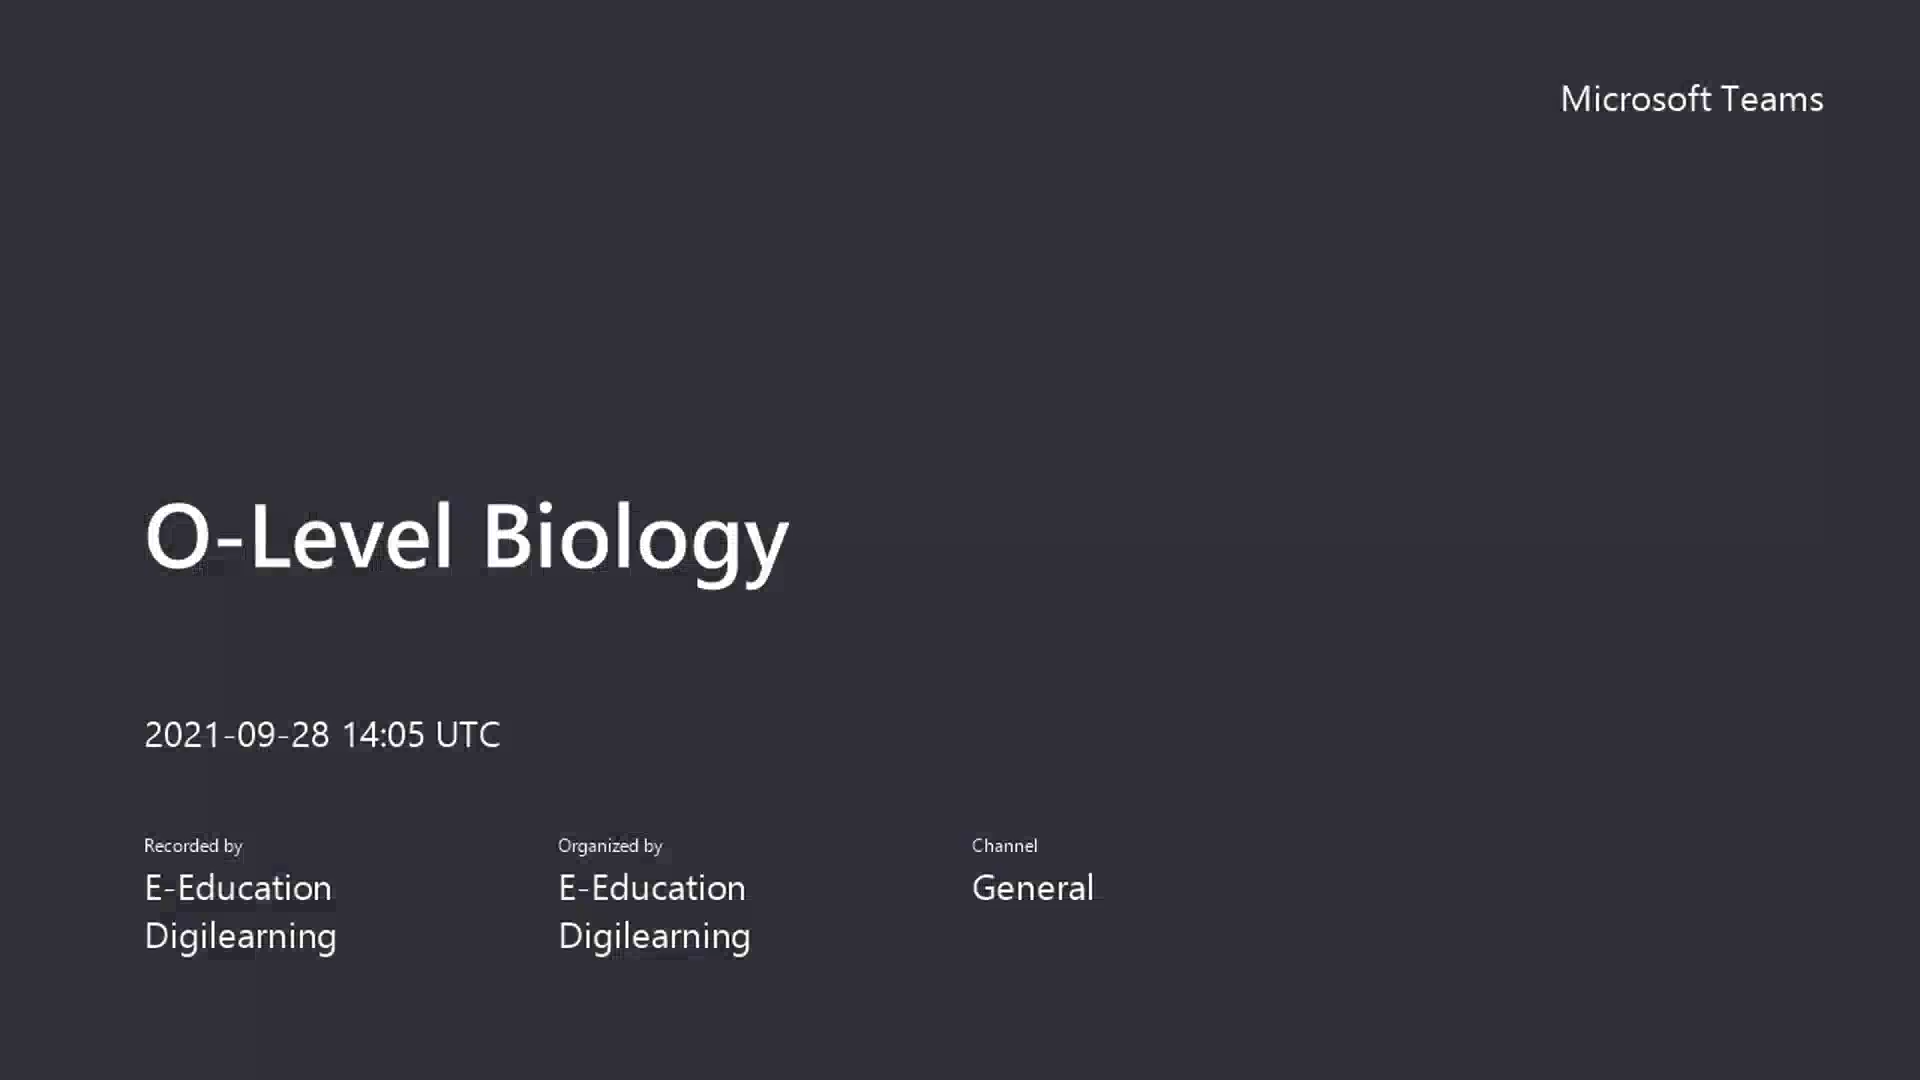 Microsoft Teams
O-Level Biology
2021-09-28 14:05 UTC
Recorded by
E-Education
Digilearning
Organized by
E-Education
Digilearning
Channel
General